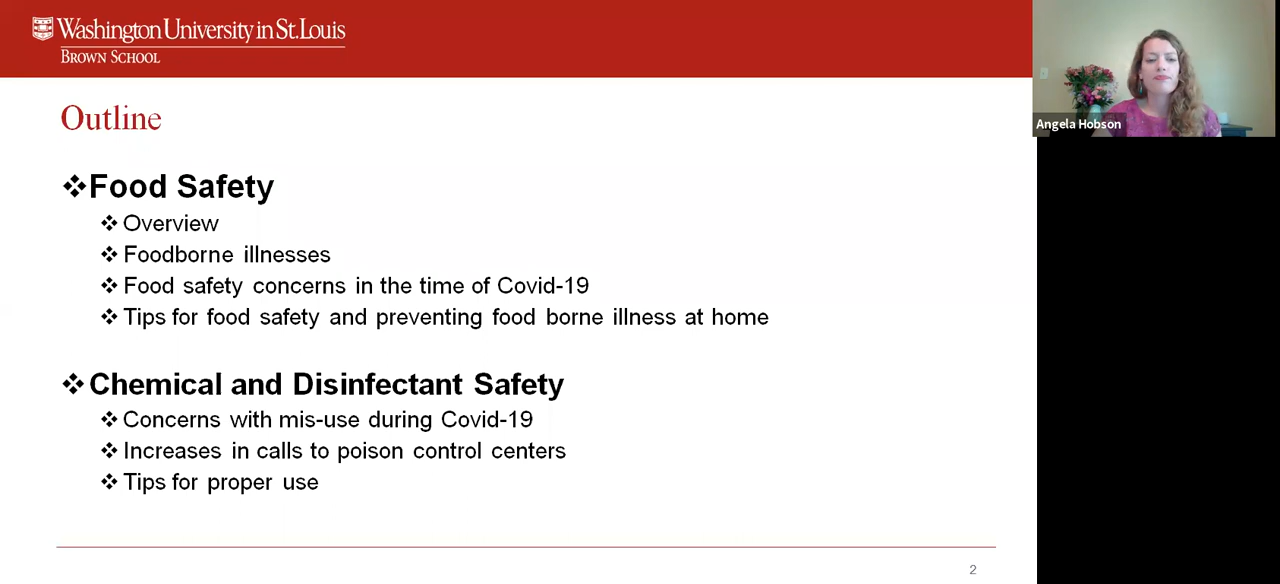 Washington University in St. Louis
Brown School
Angela Hobson
Outline
❖Food Safety
❖Overview
❖Foodborne illnesses
❖Food safety concerns in the time of Covid-19
❖Tips for food safety and preventing food borne illness at home
❖Chemical and Disinfectant Safety
❖Concerns with mis-use during Covid-19
❖Increases in calls to poison control centers
❖Tips for proper use
2